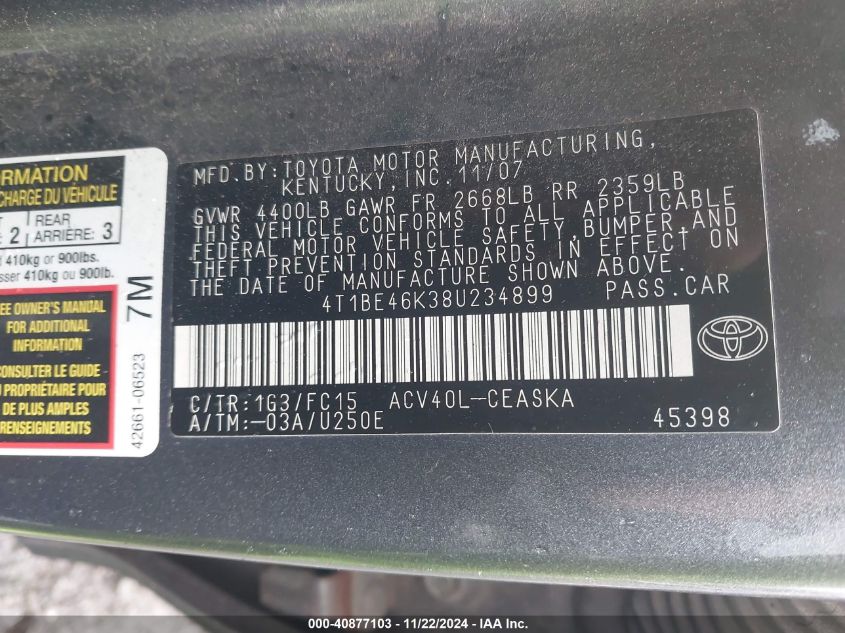 ORMATION
CHARGE DU VÉHICULE
2 REAR
ARRIÈRE: 3
410kg or 900lbs.
sser 410kg ou 900lb.
7M
EE OWNER'S MANUAL
FOR ADDITIONAL
INFORMATION
CONSULTER LE GUIDE
U PROPRIÉTAIRE POUR
DE PLUS AMPLES
RENSEIGNEMENTS
42661-06523
MFD.BY:TOYOTA MOTOR MANUFACTURING,
KENTUCKY, INC. 11/07
GVWR 4400LB GAWR FR 2668LB RR 2359LB
THIS VEHICLE CONFORMS TO ALL APPLICABLE
FEDERAL MOTOR VEHICLE SAFETY, BUMPER, AND
THEFT PREVENTION STANDARDS IN EFFECT ON
THE DATE OF MANUFACTURE SHOWN ABOVE.
4T1BE46K38U234899 PASS.CAR
C/TR:1G3/FC15 ACV40L-CEASKA
A/TM:-03A/U250E 45398
000-40877103 - 11/22/2024 - Copyright © IAA, Inc.